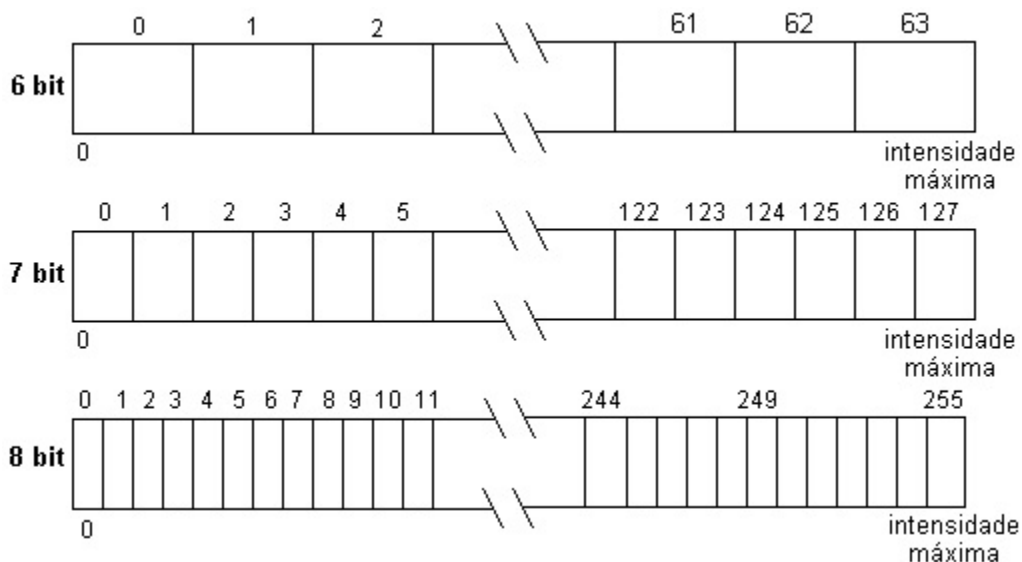 0 1 2 61 62 63
6 bit
0 intensidade
máxima
0 1 2 3 4 5 122 123 124 125 126 127
7 bit
0 intensidade
máxima
0 1 2 3 4 5 6 7 8 9 10 11 244 249 255
8 bit
0 intensidade
máxima